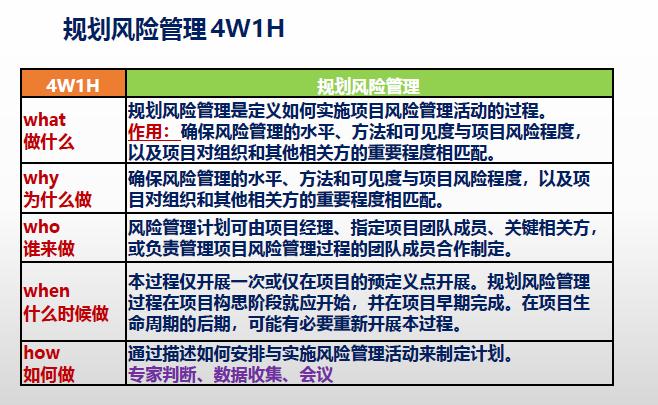 规划风险管理4W1H
4W1H
规划风险管理
what
做什么
规划风险管理是定义如何实施项目风险管理活动的过程。
作用：确保风险管理的水平、方法和可见度与项目风险程度，
以及项目对组织和其他相关方的重要程度相匹配。
why
为什么做
确保风险管理的水平、方法和可见度与项目风险程度，以及项
目对组织和其他相关方的重要程度相匹配。
who
谁来做
风险管理计划可由项目经理、指定项目团队成员、关键相关方，
或负责管理项目风险管理过程的团队成员合作制定。
when
什么时候做
本过程仅开展一次或仅在项目的预定义点开展。规划风险管理
过程在项目构思阶段就应开始，并在项目早期完成。在项目生
命周期的后期，可能有必要重新开展本过程。
how
如何做
通过描述如何安排与实施风险管理活动来制定计划。
专家判断、数据收集、会议